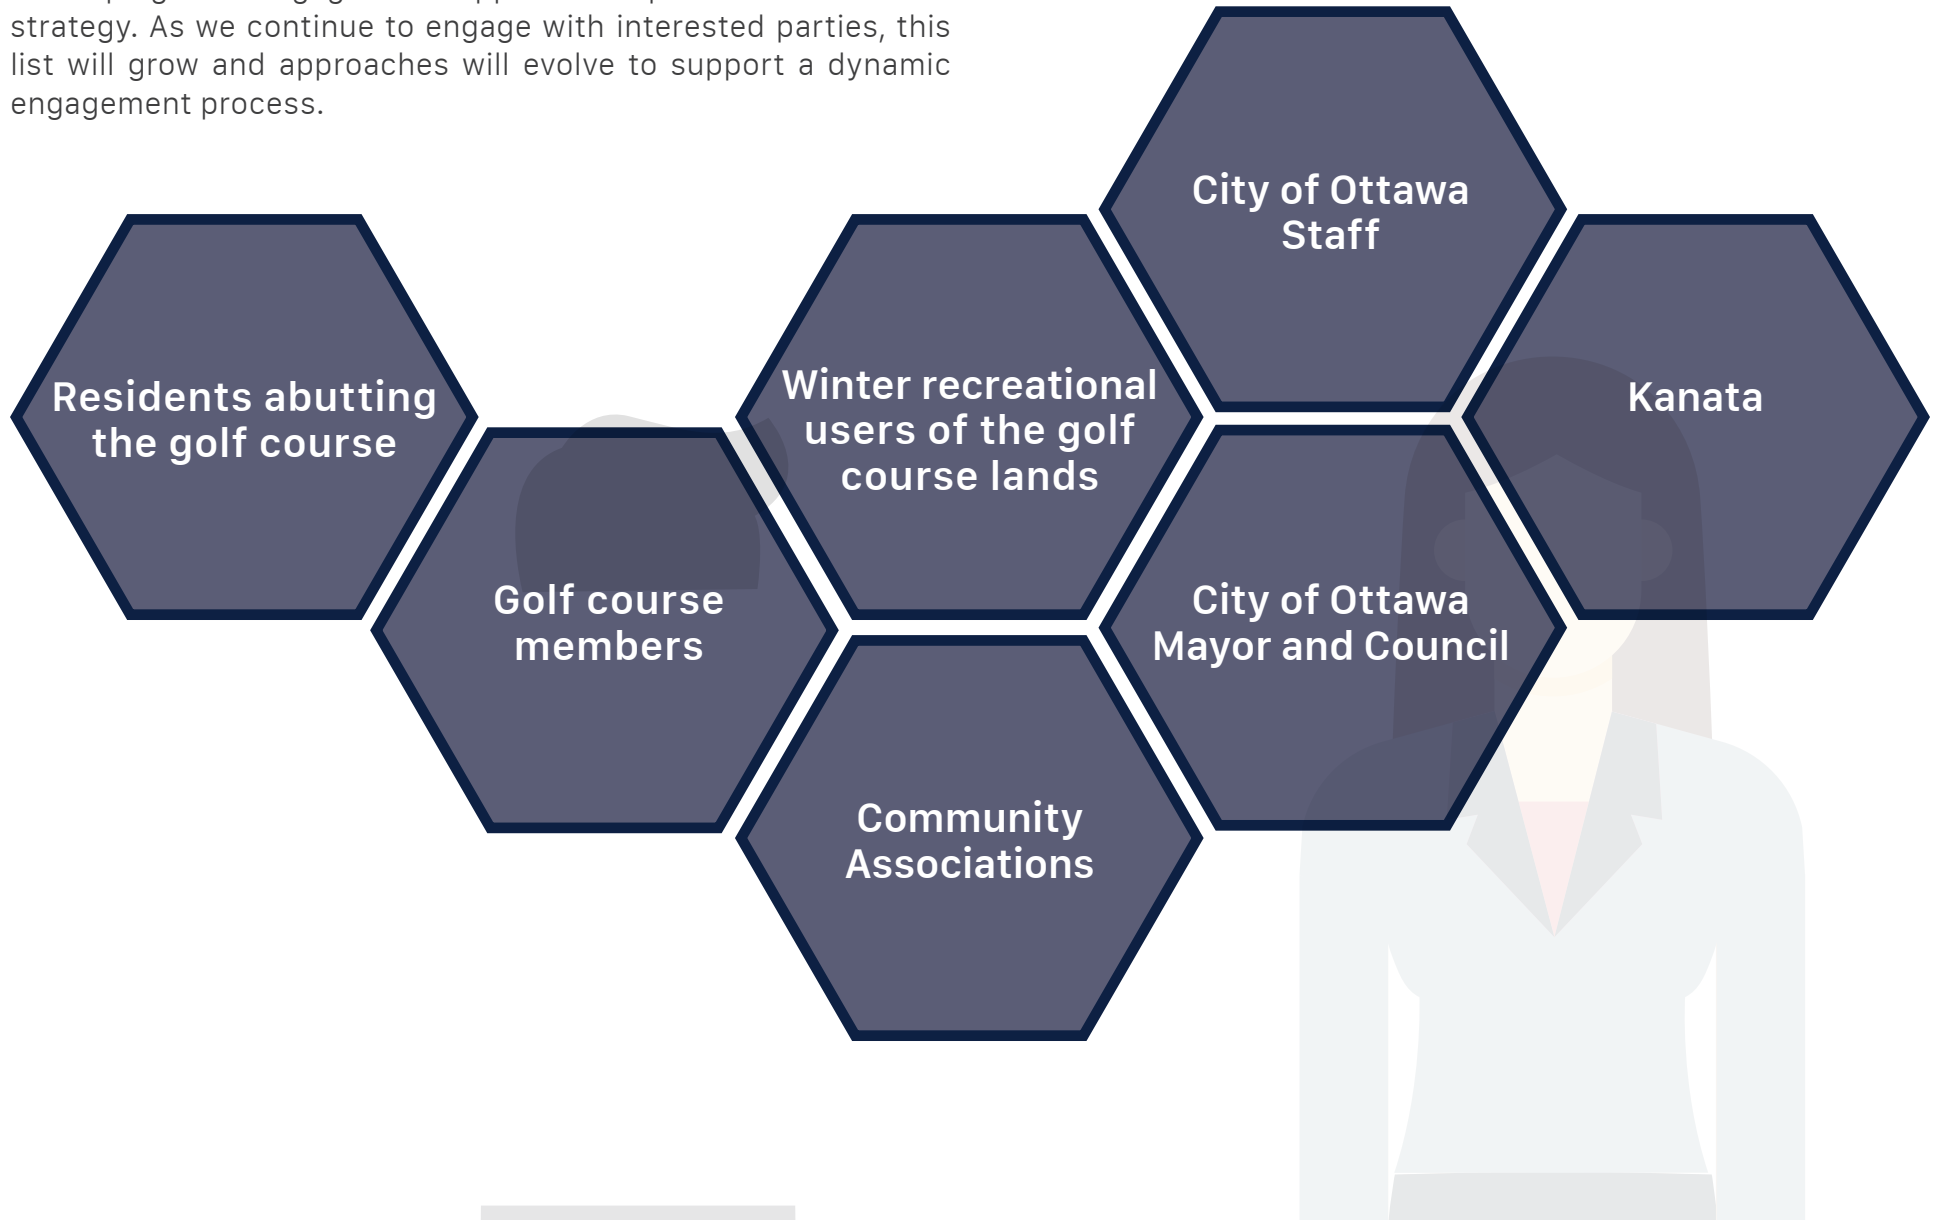 strategy. As we continue to engage with interested parties, this
list will grow and approaches will evolve to support a dynamic
engagement process.
City of Ottawa
Staff
Residents abutting
the golf course
Winter recreational
users of the golf
course lands
Kanata
Golf course
members
City of Ottawa
Mayor and Council
Community
Associations